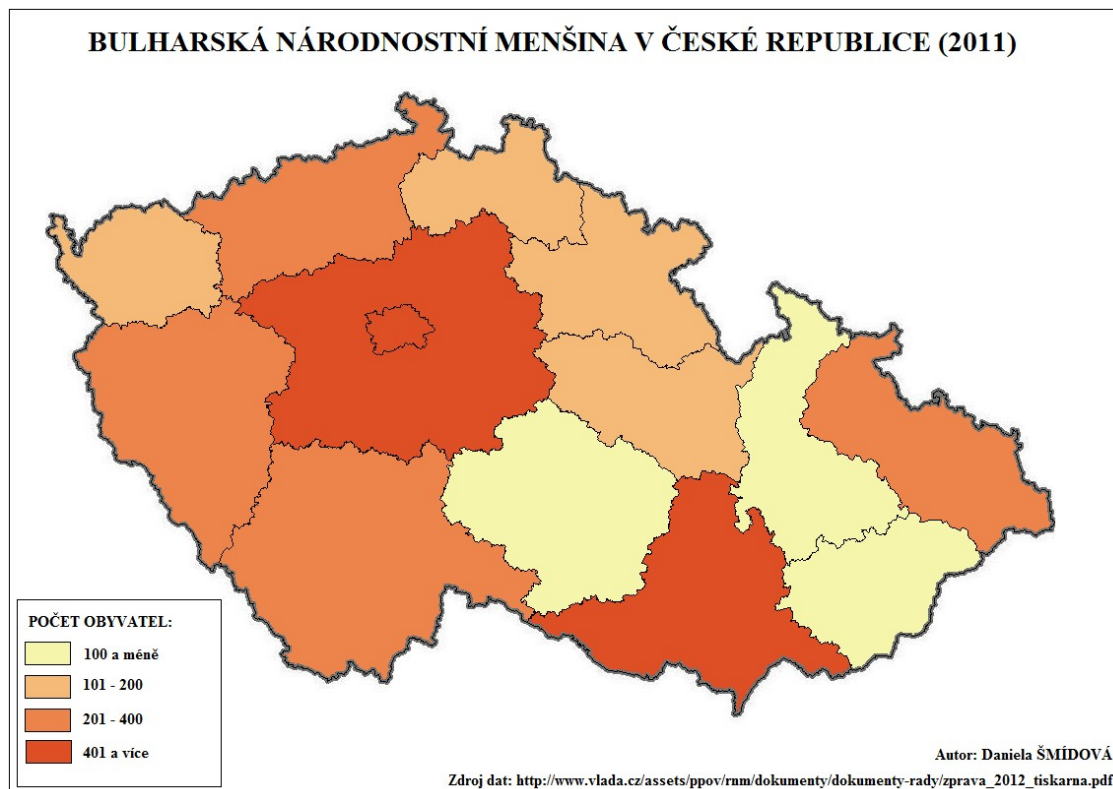 BULHARSKÁ NÁRODNOSTNÍ MENŠINA V ČESKÉ REPUBLICE (2011)
POČET OBYVATEL:
100 a méně
101 - 200
201 - 400
401 a více
Autor: Daniela ŠMÍDOVÁ
Zdroj dat: http://www.vlada.cz/assets/ppov/rnm/dokumenty/dokumenty-rady/zprava_2012_tiskarna.pdf